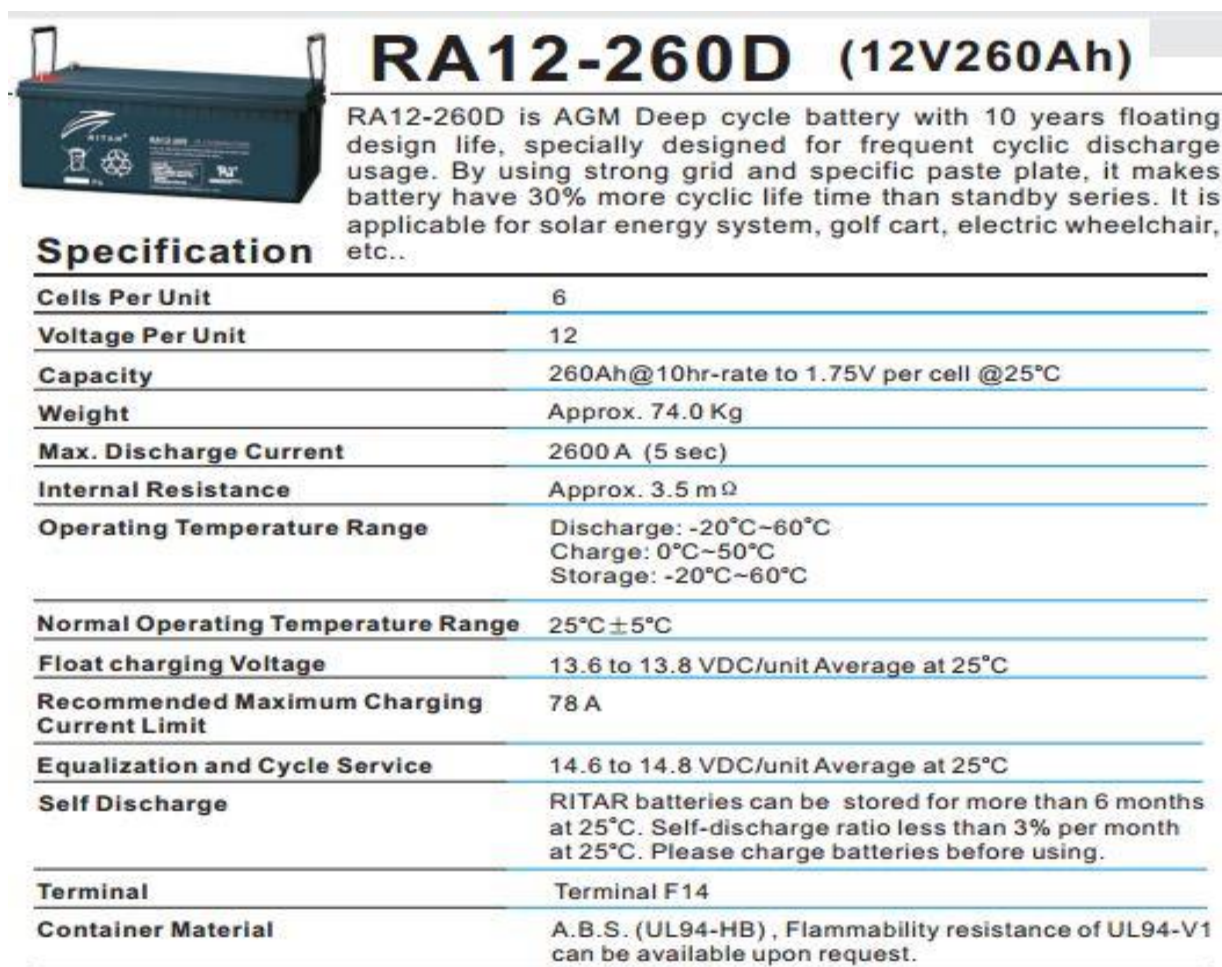 RA12-260D (12V260Ah)
RA12-260D is AGM Deep cycle battery with 10 years floating
design life, specially designed for frequent cyclic discharge
usage. By using strong grid and specific paste plate, it makes
battery have 30% more cyclic life time than standby series. It is
applicable for solar energy system, golf cart, electric wheelchair,
etc..
RITAR
Specification
Cells Per Unit 6
Voltage Per Unit 12
Capacity 260Ah@10hr-rate to 1.75V per cell @25°C
Weight Approx. 74.0 Kg
Max. Discharge Current 2600 A (5 sec)
Internal Resistance Approx. 3.5 mΩ
Operating Temperature Range Discharge: -20°C~60°C
Charge: 0°C~50°C
Storage: -20°C~60°C
Normal Operating Temperature Range 25°C±5°C
Float charging Voltage 13.6 to 13.8 VDC/unit Average at 25°C
Recommended Maximum Charging 78 A
Current Limit
Equalization and Cycle Service 14.6 to 14.8 VDC/unit Average at 25°C
Self Discharge RITAR batteries can be stored for more than 6 months
at 25°C. Self-discharge ratio less than 3% per month
at 25°C. Please charge batteries before using.
Terminal Terminal F14
Container Material A.B.S. (UL94-HB) , Flammability resistance of UL94-V1
can be available upon request.